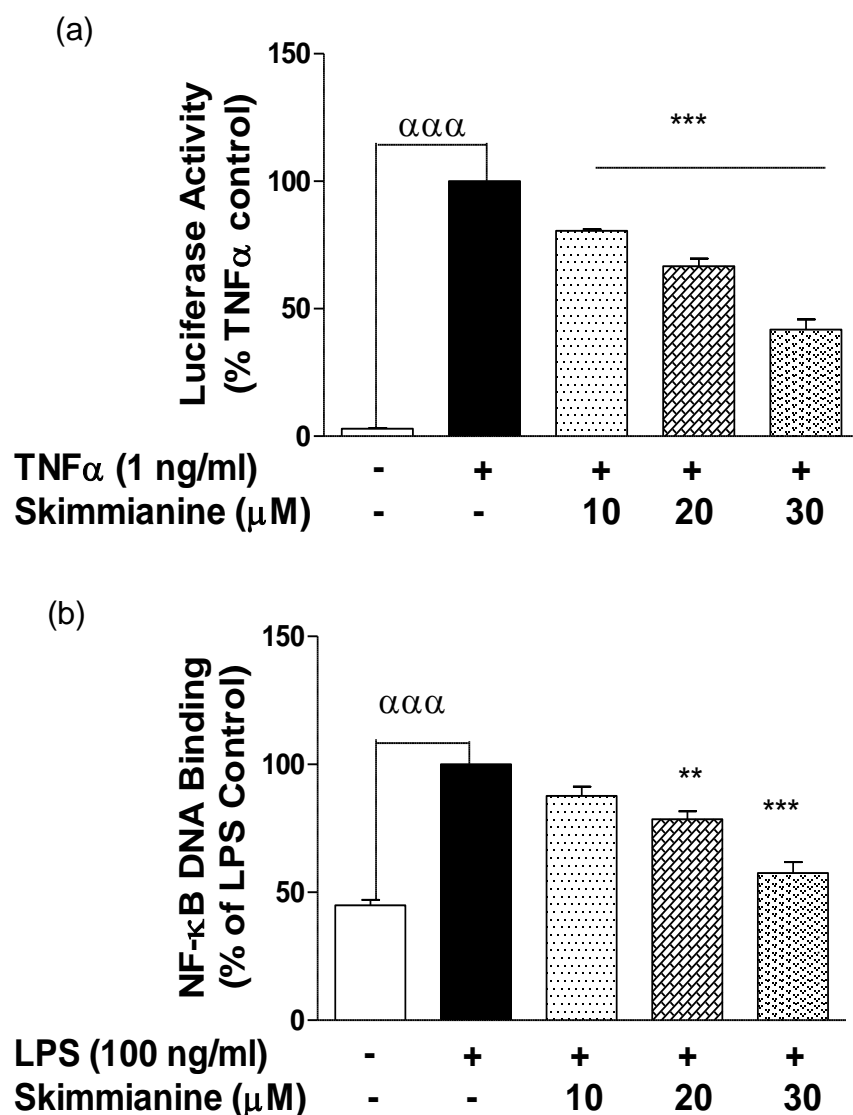 (a)
150
100
50
0
Luciferase Activity
(% TNFα control)
ααα
***
TNFα (1 ng/ml) - + + + +
Skimmianine (μM) - - 10 20 30
(b)
150
100
50
0
NF-κB DNA Binding
(% of LPS Control)
ααα
**
***
LPS (100 ng/ml) - + + + +
Skimmianine (μM) - - 10 20 30